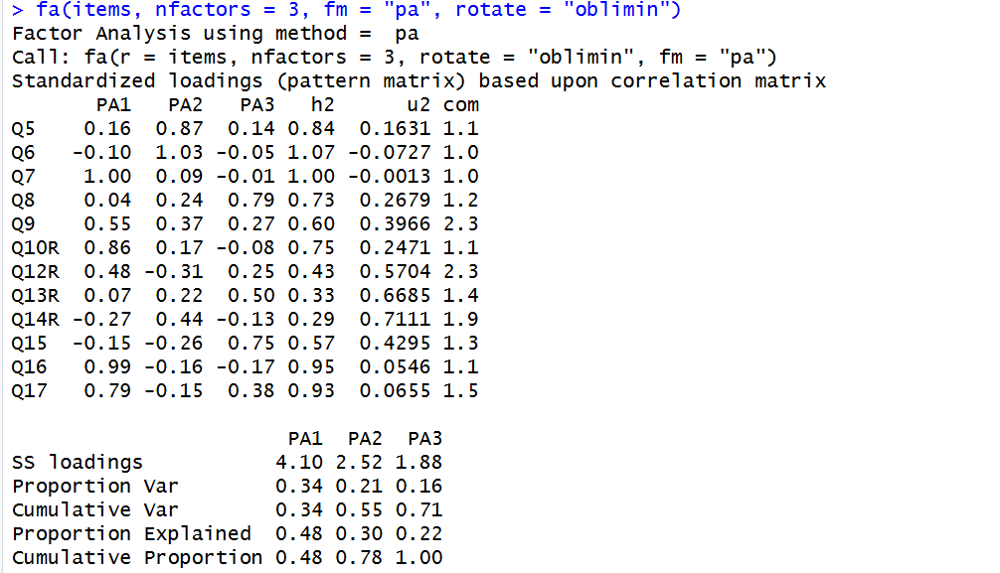 > fa(items, nfactors = 3, fm = "pa", rotate = "oblimin")
Factor Analysis using method =  pa
Call: fa(r = items, nfactors = 3, rotate = "oblimin", fm = "pa")
Standardized loadings (pattern matrix) based upon correlation matrix
       PA1   PA2   PA3   h2      u2 com
Q5    0.16  0.87  0.14 0.84  0.1631 1.1
Q6   -0.10  1.03 -0.05 1.07 -0.0727 1.0
Q7    1.00  0.09 -0.01 1.00 -0.0013 1.0
Q8    0.04  0.24  0.79 0.73  0.2679 1.2
Q9    0.55  0.37  0.27 0.60  0.3966 2.3
Q10R  0.86  0.17 -0.08 0.75  0.2471 1.1
Q12R  0.48 -0.31  0.25 0.43  0.5704 2.3
Q13R  0.07  0.22  0.50 0.33  0.6685 1.4
Q14R -0.27  0.44 -0.13 0.29  0.7111 1.9
Q15  -0.15 -0.26  0.75 0.57  0.4295 1.3
Q16   0.99 -0.16 -0.17 0.95  0.0546 1.1
Q17   0.79 -0.15  0.38 0.93  0.0655 1.5
                       PA1  PA2  PA3
SS loadings           4.10 2.52 1.88
Proportion Var        0.34 0.21 0.16
Cumulative Var        0.34 0.55 0.71
Proportion Explained  0.48 0.30 0.22
Cumulative Proportion 0.48 0.78 1.00